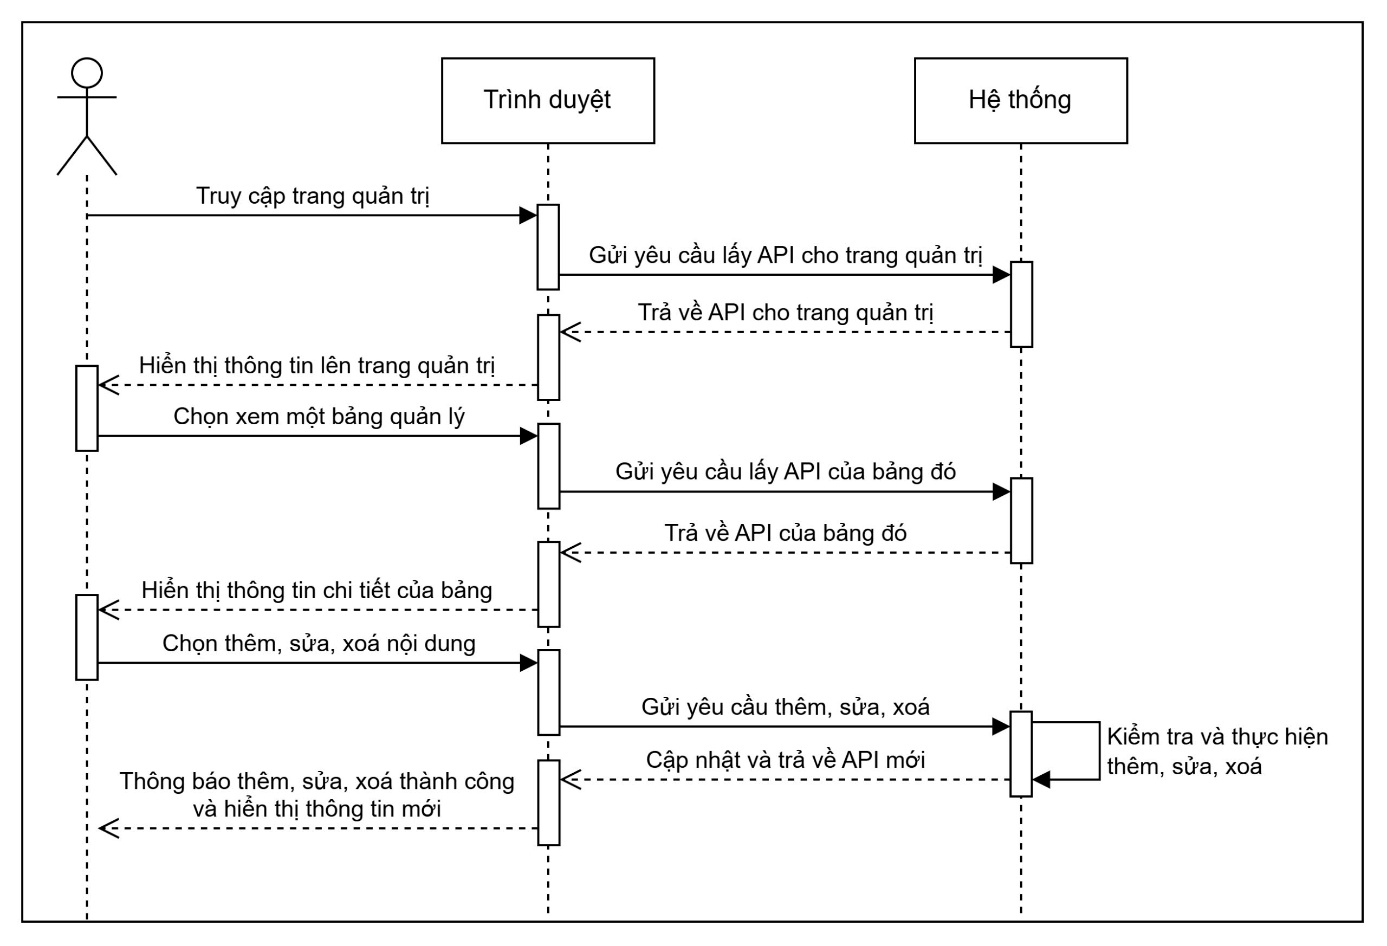 Trình duyệt
Hệ thống
Truy cập trang quản trị
Gửi yêu cầu lấy API cho trang quản trị
Trả về API cho trang quản trị
Hiển thị thông tin lên trang quản trị
Chọn xem một bảng quản lý
Gửi yêu cầu lấy API của bảng đó
Trả về API của bảng đó
Hiển thị thông tin chi tiết của bảng
Chọn thêm, sửa, xoá nội dung
Gửi yêu cầu thêm, sửa, xoá
Kiểm tra và thực hiện
thêm, sửa, xoá
Cập nhật và trả về API mới
Thông báo thêm, sửa, xoá thành công
và hiển thị thông tin mới